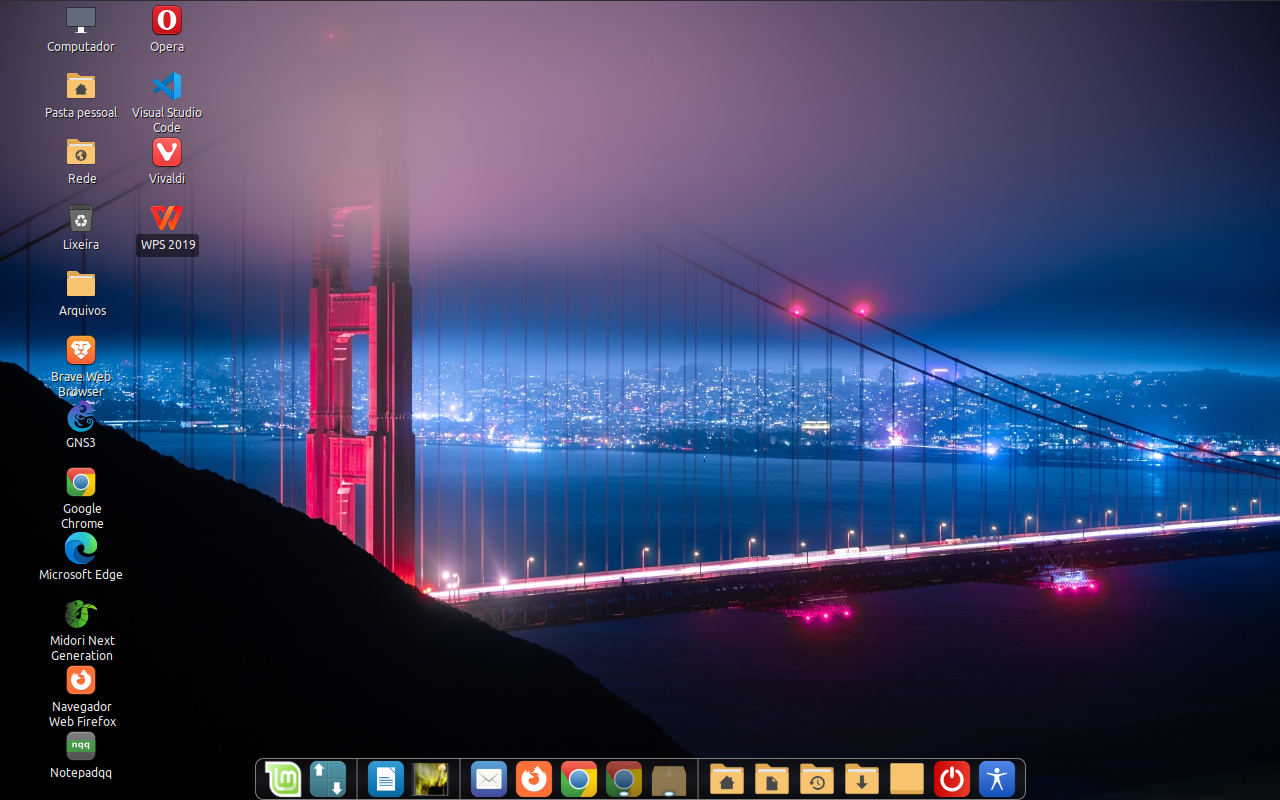 Computador
Opera
Pasta pessoal
Visual Studio
Code
Rede
Vivaldi
Lixeira
WPS 2019
Arquivos
Brave Web
Browser
GNS3
Google
Chrome
Microsoft Edge
Midori Next
Generation
Navegador
Web Firefox
nqq
Notepadqq